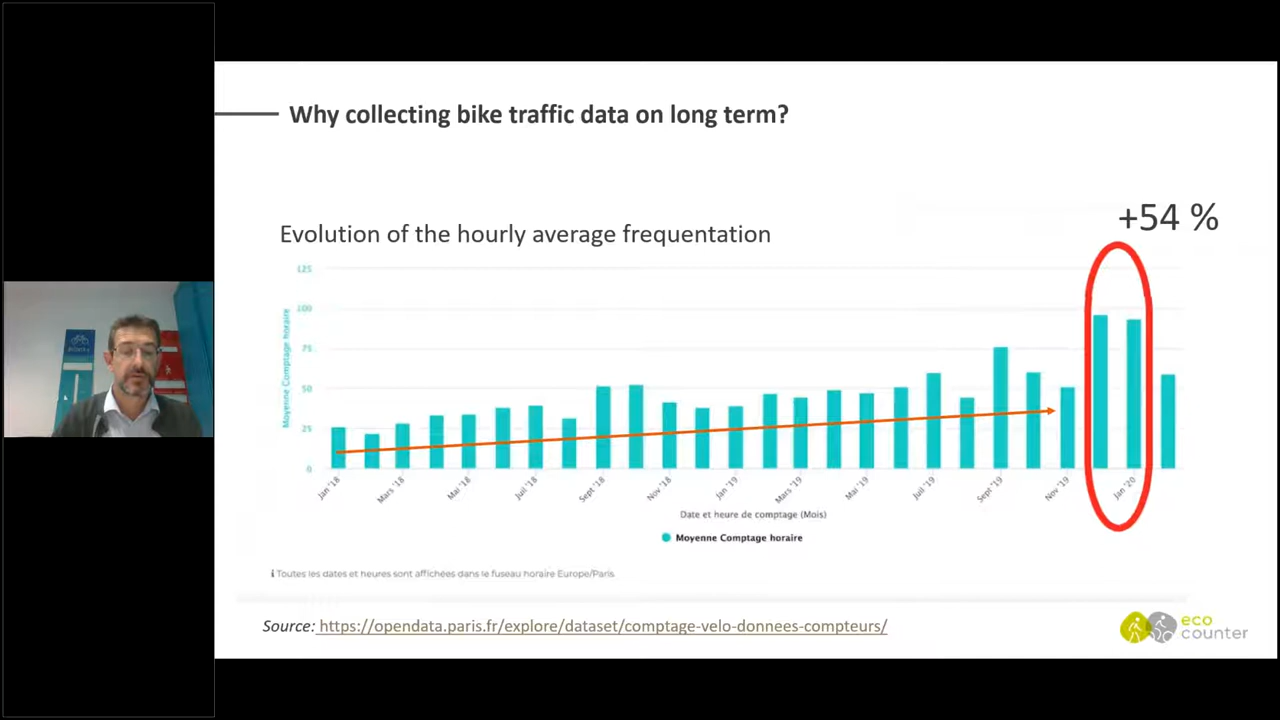 Why collecting bike traffic data on long term?
+54 %
Evolution of the hourly average frequentation
125
100
75
50
25
0
Moyenne Comptage horaire
Jan '18
Mars '18
Mai '18
Juil '18
Sept '18
Nov '18
Jan '19
Mars '19
Mai '19
Juil '19
Sept '19
Nov '19
Jan '20
Date et heure de comptage (Mois)
Moyenne Comptage horaire
i Toutes les dates et heures sont affichées dans le fuseau horaire Europe/Paris.
Source: https://opendata.paris.fr/explore/dataset/comptage-velo-donnees-compteurs/
eco
counter